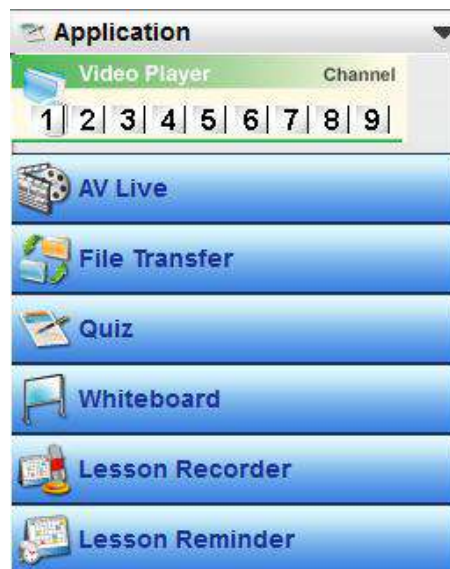 Application
Video Player Channel
1 2 3 4 5 6 7 8 9
AV Live
File Transfer
Quiz
Whiteboard
Lesson Recorder
Lesson Reminder